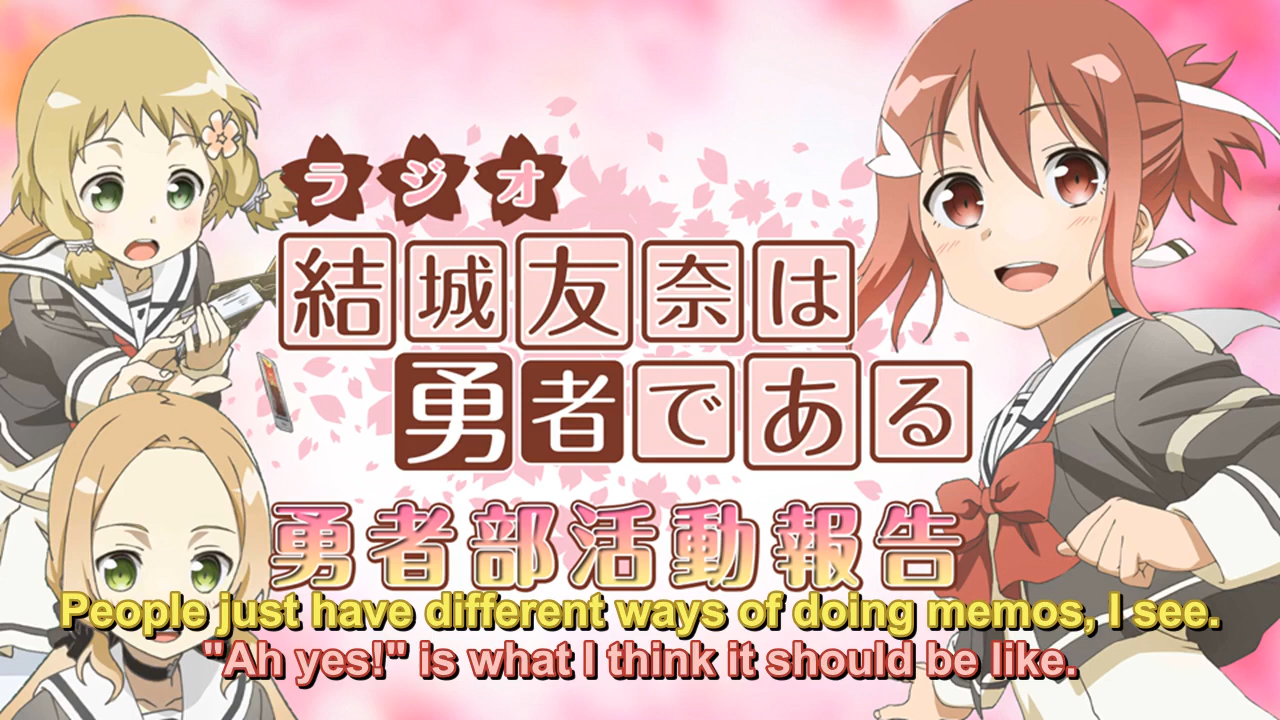 ラジオ
結城友奈は
勇者である
勇者部活動報告
People just have different ways of doing memos, I see.
"Ah yes!" is what I think it should be like.